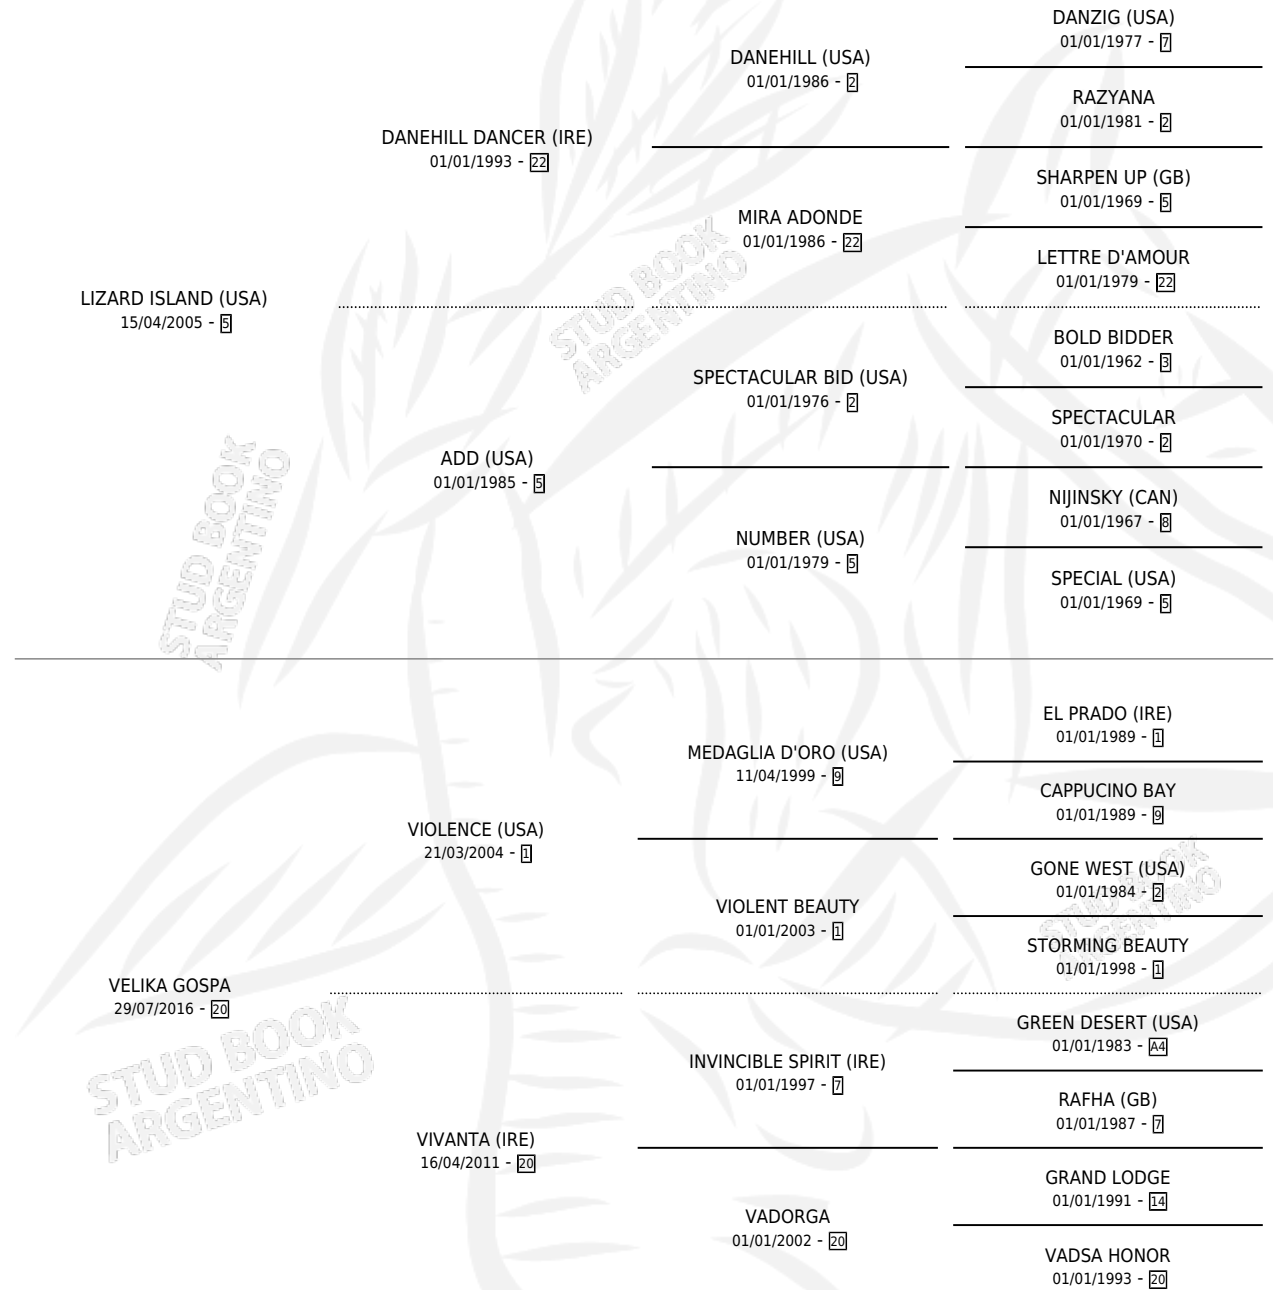 DANZIG (USA)
01/01/1977 - 7
DANEHILL (USA)
01/01/1986 - 2
RAZYANA
01/01/1981 - 2
DANEHILL DANCER (IRE)
01/01/1993 - 22
SHARPEN UP (GB)
01/01/1969 - 5
MIRA ADONDE
01/01/1986 - 22
LETTRE D'AMOUR
01/01/1979 - 22
LIZARD ISLAND (USA)
15/04/2005 - 5
BOLD BIDDER
01/01/1962 - 3
SPECTACULAR BID (USA)
01/01/1976 - 2
SPECTACULAR
01/01/1970 - 2
ADD (USA)
01/01/1985 - 5
NIJINSKY (CAN)
01/01/1967 - 8
NUMBER (USA)
01/01/1979 - 5
SPECIAL (USA)
01/01/1969 - 5
EL PRADO (IRE)
01/01/1989 - 1
MEDAGLIA D'ORO (USA)
11/04/1999 - 9
CAPPUCINO BAY
01/01/1989 - 9
VIOLENCE (USA)
21/03/2004 - 1
GONE WEST (USA)
01/01/1984 - 2
VIOLENT BEAUTY
01/01/2003 - 1
STORMING BEAUTY
01/01/1998 - 1
VELIKA GOSPA
29/07/2016 - 20
GREEN DESERT (USA)
01/01/1983 - A4
INVINCIBLE SPIRIT (IRE)
01/01/1997 - 7
RAFHA (GB)
01/01/1987 - 7
VIVANTA (IRE)
16/04/2011 - 20
GRAND LODGE
01/01/1991 - 14
VADORGA
01/01/2002 - 20
VADSA HONOR
01/01/1993 - 20
STUD BOOK
ARGENTINO
STUD BOOK
ARGENTINO
STUD BOOK
ARGENTINO
STUD BOOK
ARGENTINO